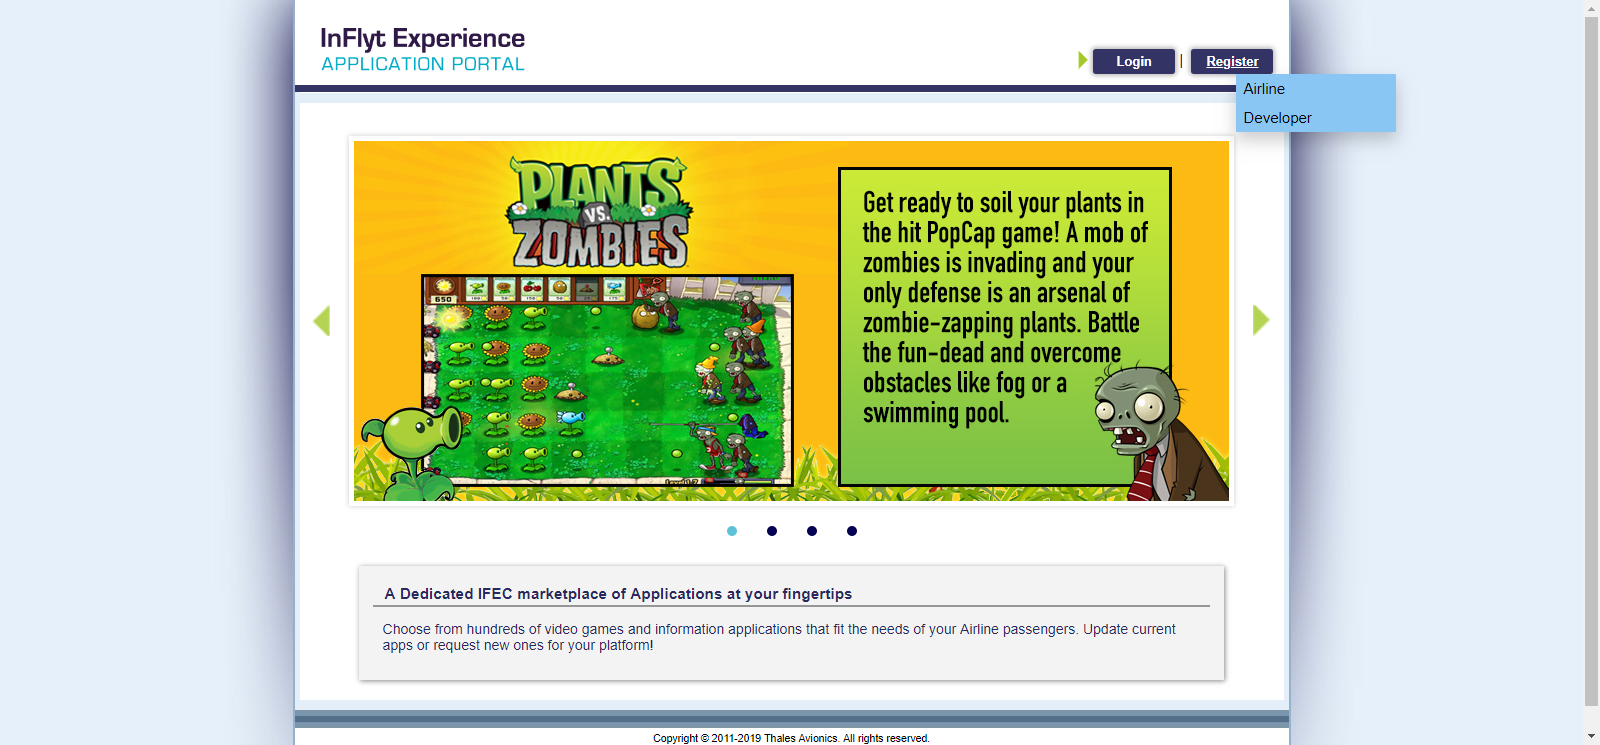 InFlyt Experience
APPLICATION PORTAL
Login | Register
Airline
Developer
PLANTS
VS.
ZOMBIES
650
Get ready to soil your plants in
the hit PopCap game! A mob of
zombies is invading and your
only defense is an arsenal of
zombie-zapping plants. Battle
the fun-dead and overcome
obstacles like fog or a
swimming pool.
A Dedicated IFEC marketplace of Applications at your fingertips
Choose from hundreds of video games and information applications that fit the needs of your Airline passengers. Update current
apps or request new ones for your platform!
Copyright © 2011-2019 Thales Avionics. All rights reserved.